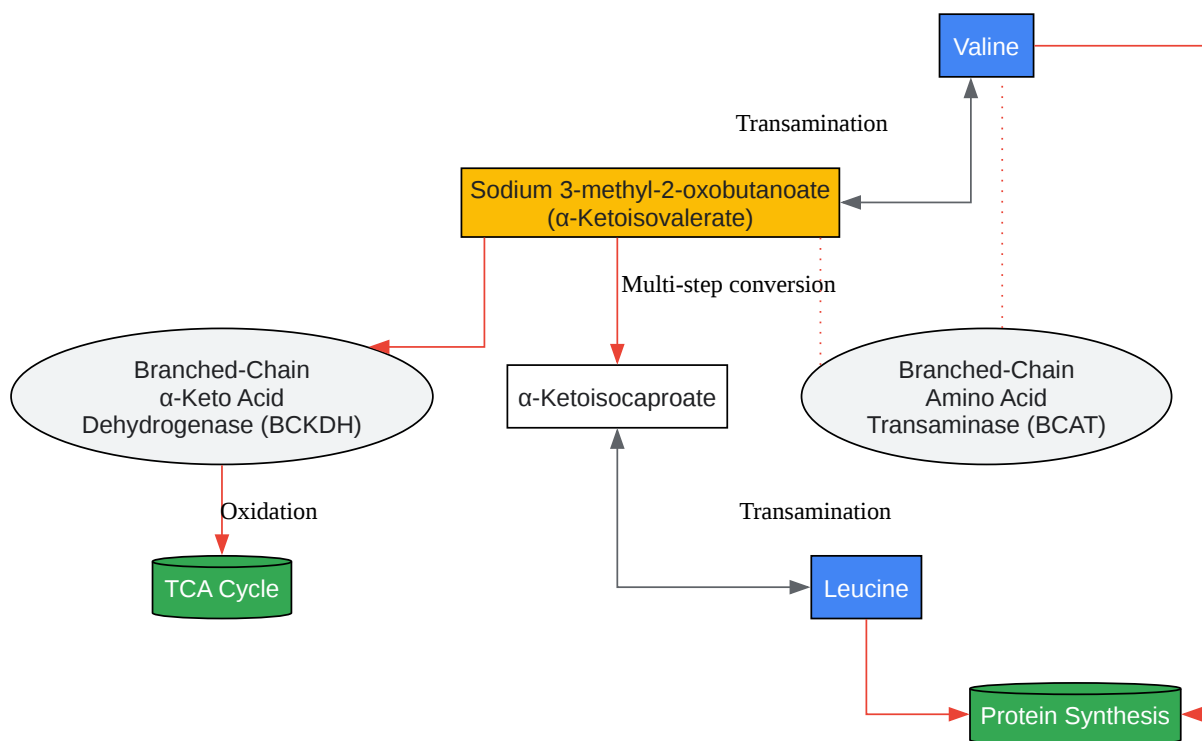 Valine
Transamination
Sodium 3-methyl-2-oxobutanoate
(α-Ketoisovalerate)
Multi-step conversion
Branched-Chain
α-Keto Acid
Dehydrogenase (BCKDH)
α-Ketoisocaproate
Branched-Chain
Amino Acid
Transaminase (BCAT)
Oxidation
Transamination
TCA Cycle
Leucine
Protein Synthesis